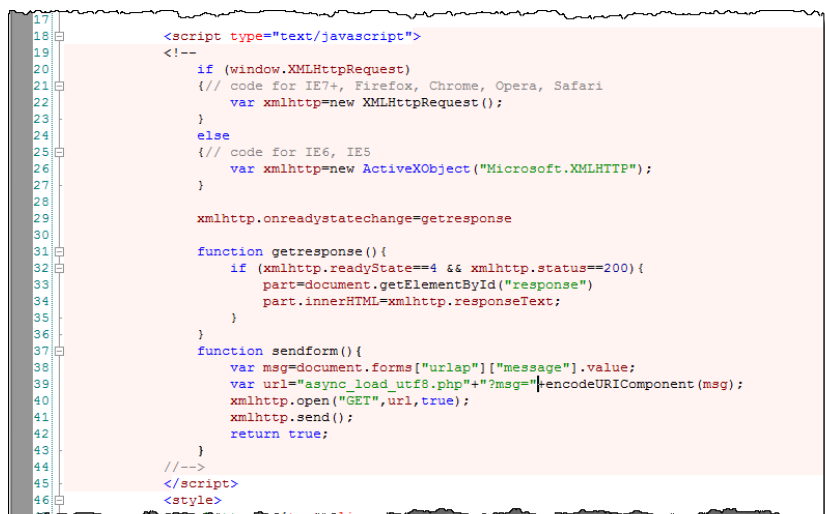 17
18 <script type="text/javascript">
19 <!--
20 if (window.XMLHttpRequest)
21 {// code for IE7+, Firefox, Chrome, Opera, Safari
22 var xmlhttp=new XMLHttpRequest();
23 }
24 else
25 {// code for IE6, IE5
26 var xmlhttp=new ActiveXObject("Microsoft.XMLHTTP");
27 }
28
29 xmlhttp.onreadystatechange=getresponse
30
31 function getresponse(){
32 if (xmlhttp.readyState==4 && xmlhttp.status==200){
33 part=document.getElementById("response")
34 part.innerHTML=xmlhttp.responseText;
35 }
36 }
37 function sendform(){
38 var msg=document.forms["urlap"]["message"].value;
39 var url="async_load_utf8.php"+"?msg="+encodeURIComponent(msg);
40 xmlhttp.open("GET",url,true);
41 xmlhttp.send();
42 return true;
43 }
44 //-->
45 </script>
46 <style>